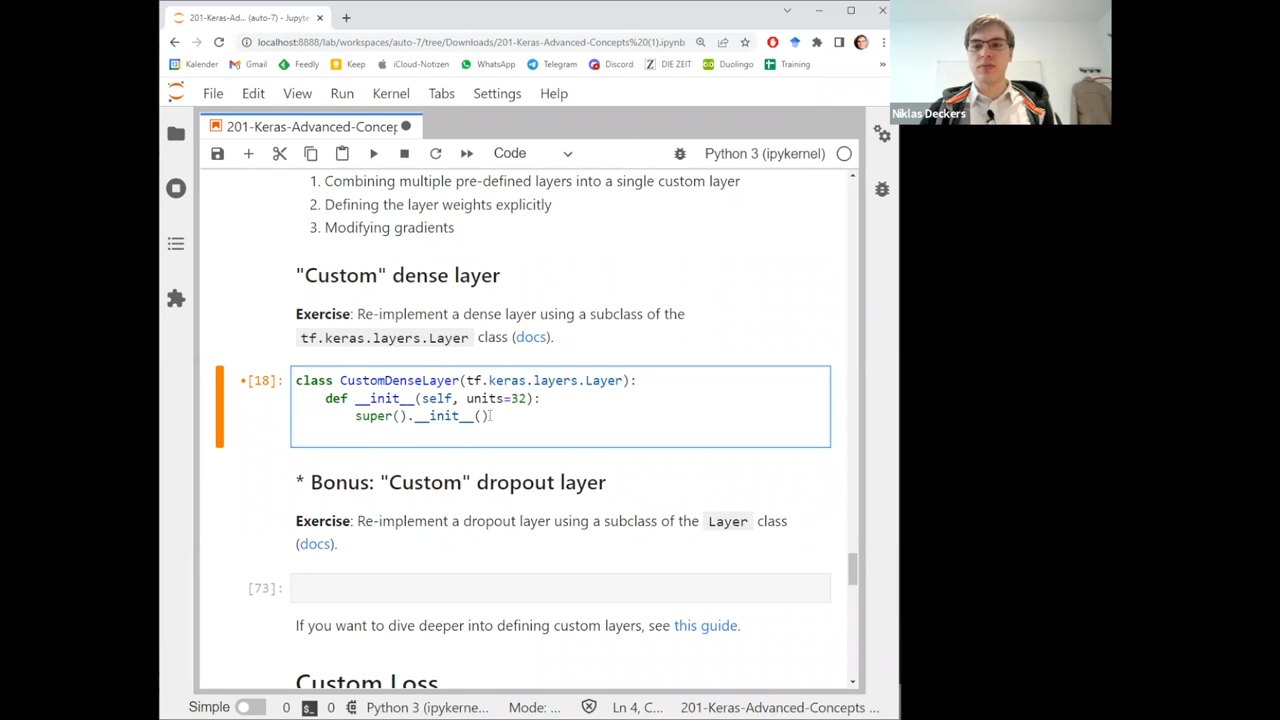 201-Keras-Ad... (auto-7) - Jupyte
localhost:8888/lab/workspaces/auto-7/tree/Downloads/201-Keras-Advanced-Concepts%20(1).ipynb
Kalender Gmail Feedly Keep iCloud-Notizen WhatsApp Telegram Discord DIE ZEIT Duolingo Training »
Niklas Deckers
File Edit View Run Kernel Tabs Settings Help
201-Keras-Advanced-Concep
Code Python 3 (ipykernel)
1. Combining multiple pre-defined layers into a single custom layer
2. Defining the layer weights explicitly
3. Modifying gradients
"Custom" dense layer
Exercise: Re-implement a dense layer using a subclass of the
tf.keras.layers.Layer class (docs).
•[18]: class CustomDenseLayer(tf.keras.layers.Layer):
def __init__(self, units=32):
super().__init__()
* Bonus: "Custom" dropout layer
Exercise: Re-implement a dropout layer using a subclass of the Layer class
(docs).
[73]:
If you want to dive deeper into defining custom layers, see this guide.
Custom Loss
Simple 0 $_ 0 Python 3 (ipykerne... Mode: ... Ln 4, C... 201-Keras-Advanced-Concepts ...